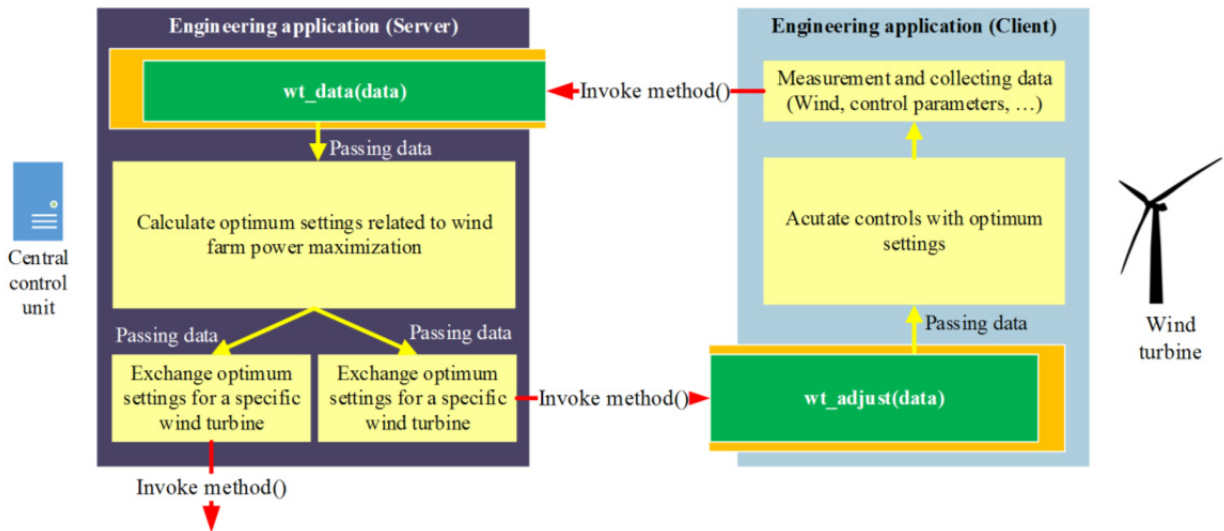 Engineering application (Server)
wt_data(data)
Passing data
Calculate optimum settings related to wind
farm power maximization
Passing data
Passing data
Exchange optimum
settings for a specific
wind turbine
Exchange optimum
settings for a specific
wind turbine
Invoke method()
Central
control
unit
Invoke method()
Invoke method()
Engineering application (Client)
Measurement and collecting data
(Wind, control parameters, …)
Acutate controls with optimum
settings
Passing data
wt_adjust(data)
Wind
turbine